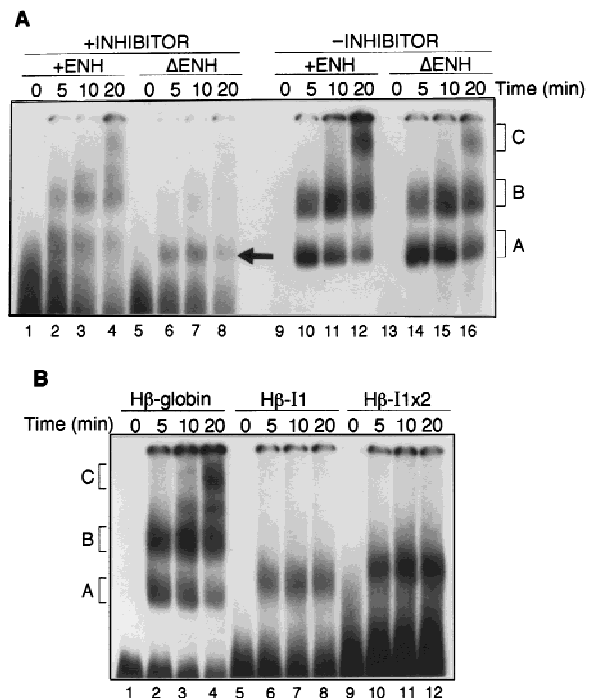 A
+INHIBITOR −INHIBITOR
+ENH ΔENH +ENH ΔENH
0 5 10 20 0 5 10 20 0 5 10 20 0 5 10 20 Time (min)
C
B
A
1 2 3 4 5 6 7 8 9 10 11 12 13 14 15 16
B
Hβ-globin Hβ-I1 Hβ-I1x2
Time (min) 0 5 10 20 0 5 10 20 0 5 10 20
C
B
A
1 2 3 4 5 6 7 8 9 10 11 12